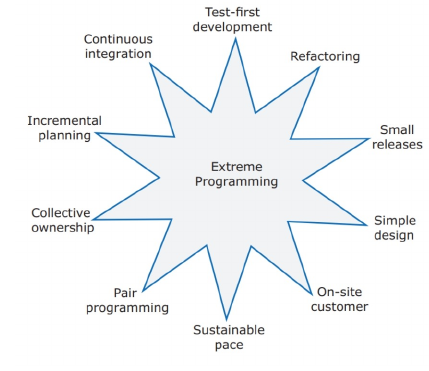 Test-first
development
Continuous
integration
Refactoring
Incremental
planning
Small
releases
Extreme
Programming
Collective
ownership
Simple
design
Pair
programming
On-site
customer
Sustainable
pace